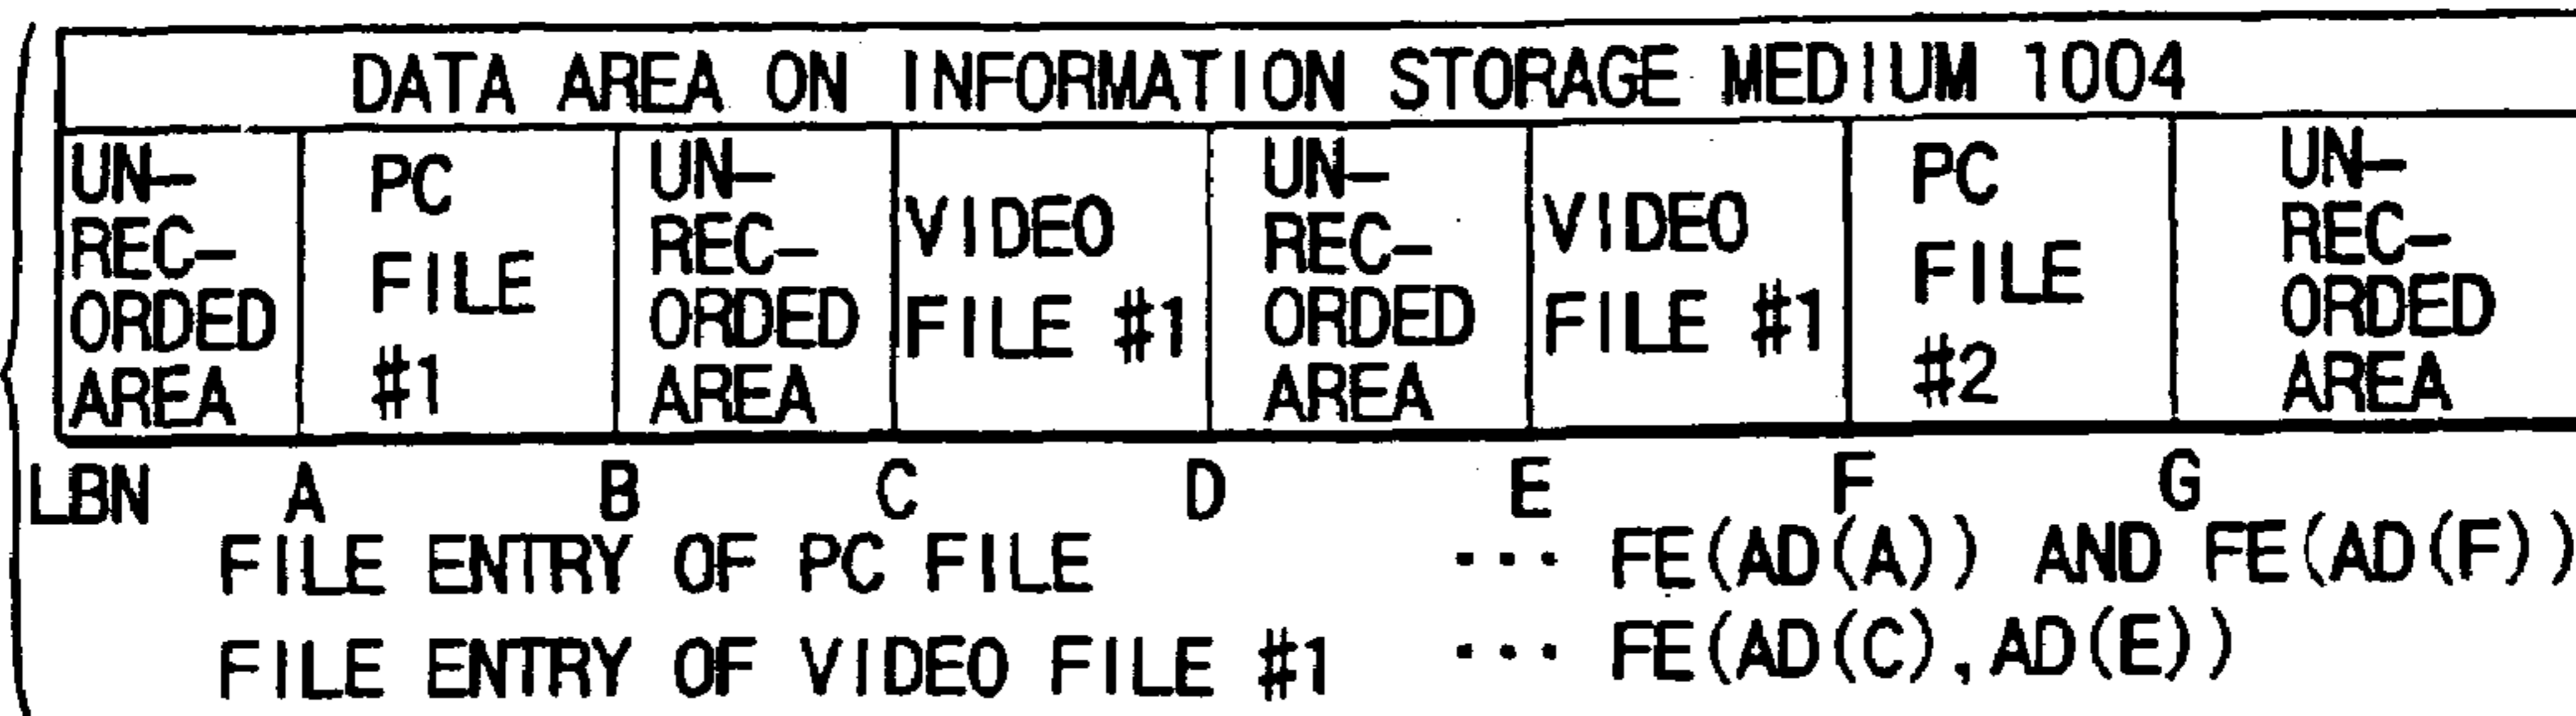 DATA AREA ON INFORMATION STORAGE MEDIUM 1004
UN-
REC-
ORDED
AREA
PC
FILE
#1
UN-
REC-
ORDED
AREA
VIDEO
FILE #1
UN-
REC-
ORDED
AREA
VIDEO
FILE #1
PC
FILE
#2
UN-
REC-
ORDED
AREA
LBN A B C D E F G
FILE ENTRY OF PC FILE ··· FE(AD(A)) AND FE(AD(F))
FILE ENTRY OF VIDEO FILE #1 ··· FE(AD(C),AD(E))